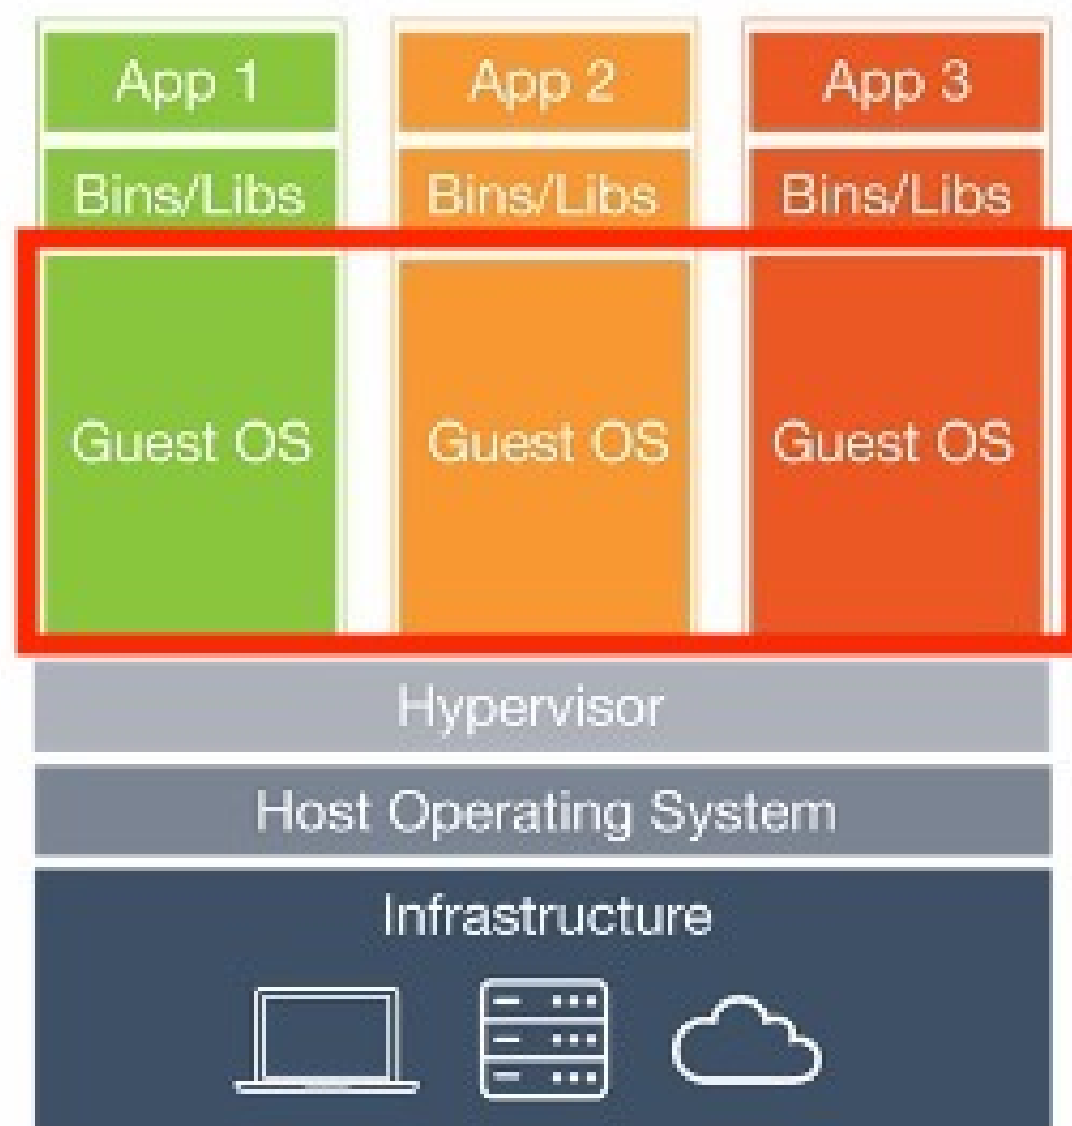 App 1
App 2
App 3
Bins/Libs
Bins/Libs
Bins/Libs
Guest OS
Guest OS
Guest OS
Hypervisor
Host Operating System
Infrastructure